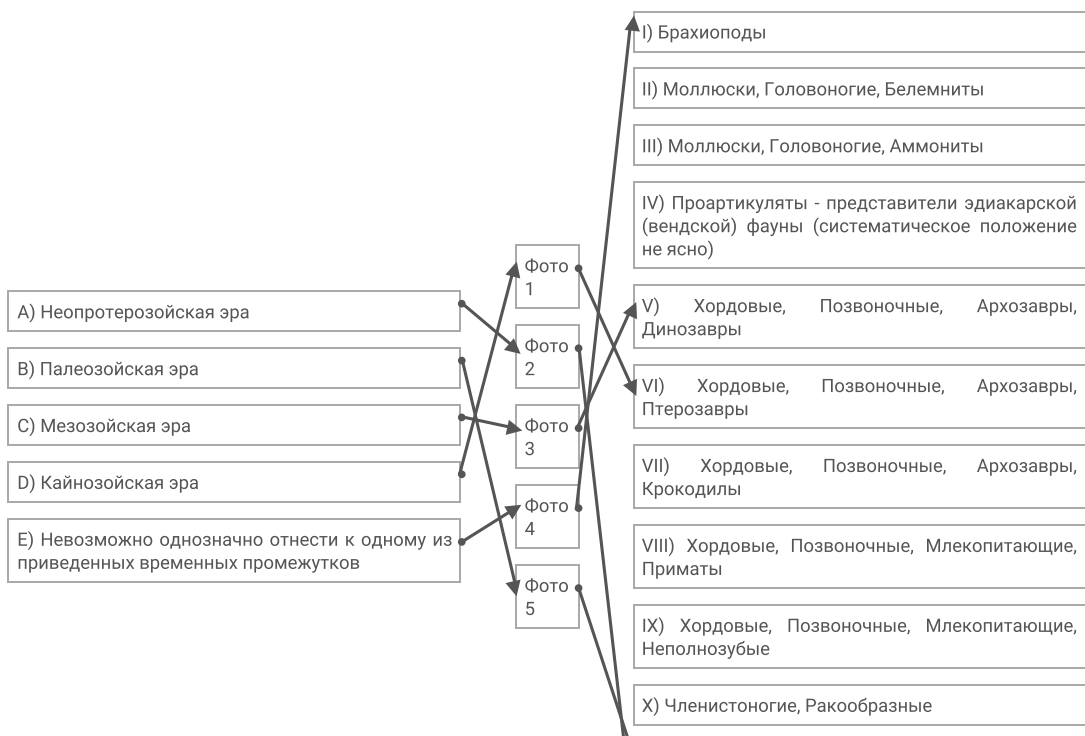 A) Неопротерозойская эра
B) Палеозойская эра
C) Мезозойская эра
D) Кайнозойская эра
E) Невозможно однозначно отнести к одному из
приведенных временных промежутков
Фото
1
Фото
2
Фото
3
Фото
4
Фото
5
I) Брахиоподы
II) Моллюски, Головоногие, Белемниты
III) Моллюски, Головоногие, Аммониты
IV) Проартикуляты - представители эдиакарской
(вендской) фауны (систематическое положение
не ясно)
V) Хордовые, Позвоночные, Архозавры,
Динозавры
VI) Хордовые, Позвоночные, Архозавры,
Птерозавры
VII) Хордовые, Позвоночные, Архозавры,
Крокодилы
VIII) Хордовые, Позвоночные, Млекопитающие,
Приматы
IX) Хордовые, Позвоночные, Млекопитающие,
Неполнозубые
X) Членистоногие, Ракообразные